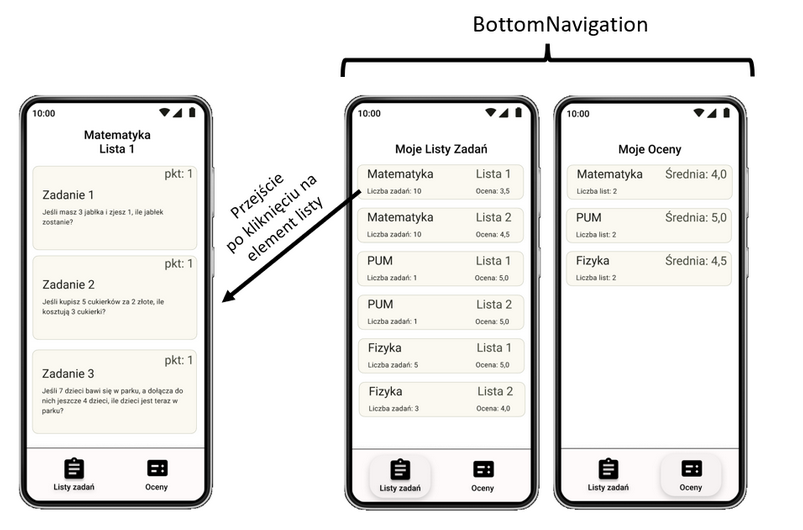 BottomNavigation
10:00
Matematyka
Lista 1
pkt: 1
Zadanie 1
Jeśli masz 3 jabłka i zjesz 1, ile jabłek
zostanie?
pkt: 1
Zadanie 2
Jeśli kupisz 5 cukierków za 2 złote, ile
kosztują 3 cukierki?
pkt: 1
Zadanie 3
Jeśli 7 dzieci bawi się w parku, a dołącza do
nich jeszcze 4 dzieci, ile dzieci jest teraz w
parku?
Listy zadań Oceny
Przejście
po kliknięciu na
element listy
10:00
Moje Listy Zadań
Matematyka Lista 1
Liczba zadań: 10 Ocena: 3,5
Matematyka Lista 2
Liczba zadań: 10 Ocena: 4,5
PUM Lista 1
Liczba zadań: 1 Ocena: 5,0
PUM Lista 2
Liczba zadań: 1 Ocena: 5,0
Fizyka Lista 1
Liczba zadań: 5 Ocena: 5,0
Fizyka Lista 2
Liczba zadań: 3 Ocena: 4,0
Listy zadań Oceny
10:00
Moje Oceny
Matematyka Średnia: 4,0
Liczba list: 2
PUM Średnia: 5,0
Liczba list: 2
Fizyka Średnia: 4,5
Liczba list: 2
Listy zadań Oceny